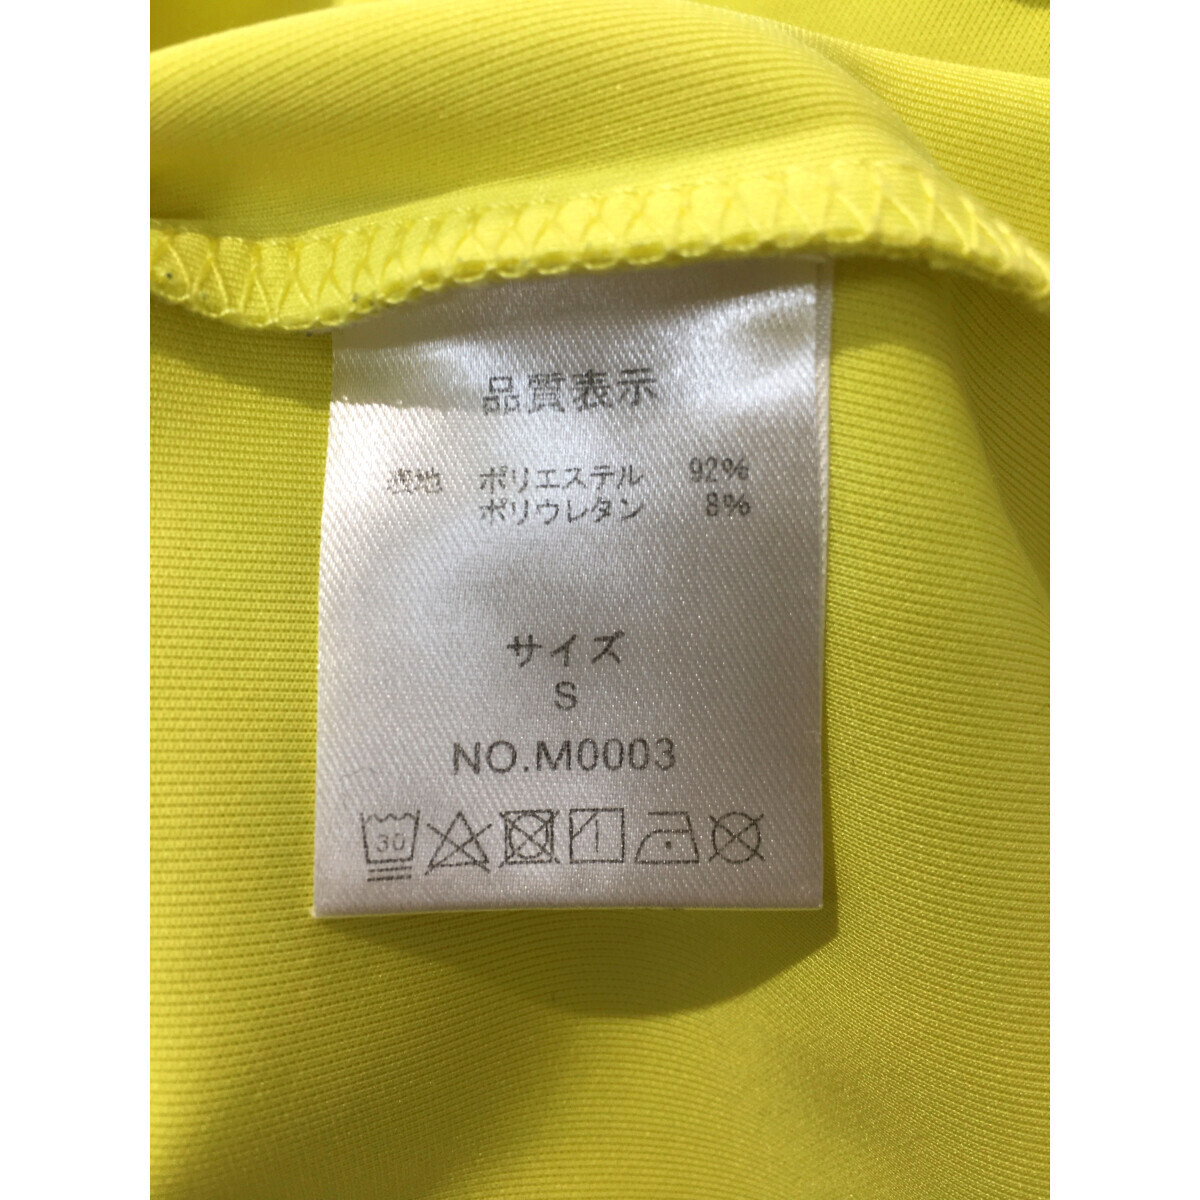 品質表示
表地 ポリエステル 92%
ポリウレタン 8%
サイズ
S
NO.M0003
30